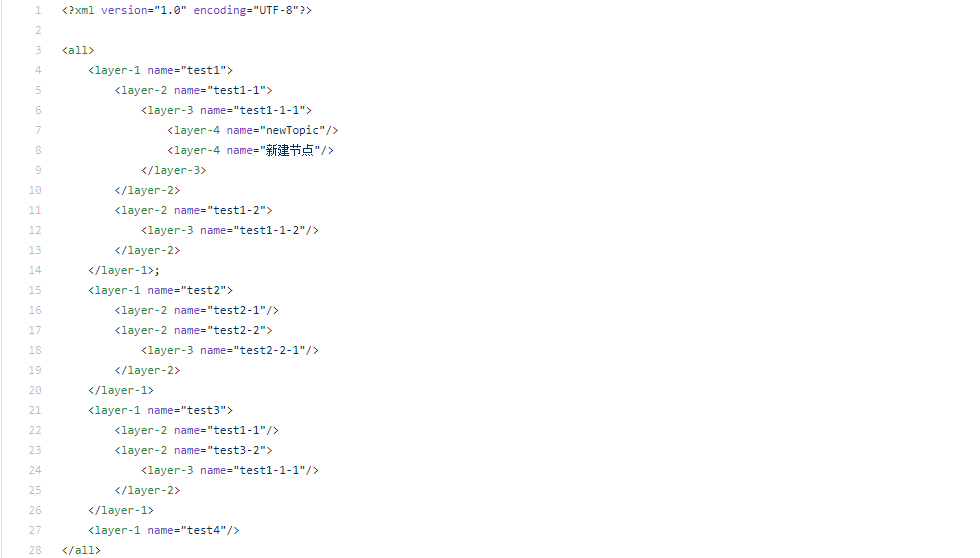 1 <?xml version="1.0" encoding="UTF-8"?>
2
3 <all>
4 <layer-1 name="test1">
5 <layer-2 name="test1-1">
6 <layer-3 name="test1-1-1">
7 <layer-4 name="newTopic"/>
8 <layer-4 name="新建节点"/>
9 </layer-3>
10 </layer-2>
11 <layer-2 name="test1-2">
12 <layer-3 name="test1-1-2"/>
13 </layer-2>
14 </layer-1>;
15 <layer-1 name="test2">
16 <layer-2 name="test2-1"/>
17 <layer-2 name="test2-2">
18 <layer-3 name="test2-2-1"/>
19 </layer-2>
20 </layer-1>
21 <layer-1 name="test3">
22 <layer-2 name="test1-1"/>
23 <layer-2 name="test3-2">
24 <layer-3 name="test1-1-1"/>
25 </layer-2>
26 </layer-1>
27 <layer-1 name="test4"/>
28 </all>